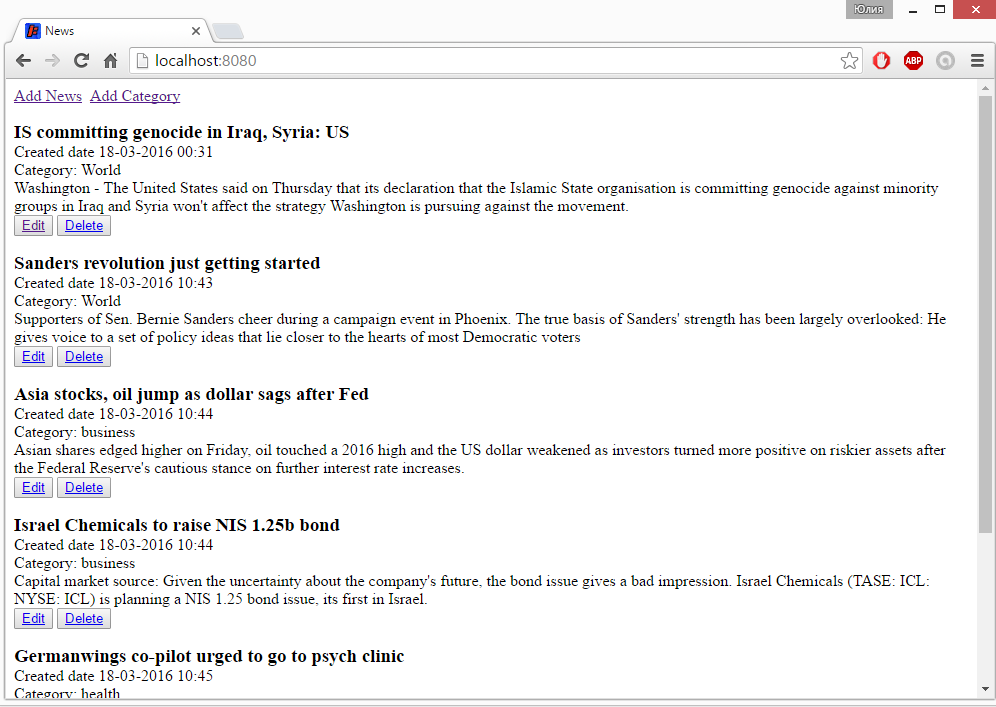 Юлия
News
localhost:8080
ABP
Add News Add Category
IS committing genocide in Iraq, Syria: US
Created date 18-03-2016 00:31
Category: World
Washington - The United States said on Thursday that its declaration that the Islamic State organisation is committing genocide against minority
groups in Iraq and Syria won't affect the strategy Washington is pursuing against the movement.
Edit Delete
Sanders revolution just getting started
Created date 18-03-2016 10:43
Category: World
Supporters of Sen. Bernie Sanders cheer during a campaign event in Phoenix. The true basis of Sanders' strength has been largely overlooked: He
gives voice to a set of policy ideas that lie closer to the hearts of most Democratic voters
Edit Delete
Asia stocks, oil jump as dollar sags after Fed
Created date 18-03-2016 10:44
Category: business
Asian shares edged higher on Friday, oil touched a 2016 high and the US dollar weakened as investors turned more positive on riskier assets after
the Federal Reserve's cautious stance on further interest rate increases.
Edit Delete
Israel Chemicals to raise NIS 1.25b bond
Created date 18-03-2016 10:44
Category: business
Capital market source: Given the uncertainty about the company's future, the bond issue gives a bad impression. Israel Chemicals (TASE: ICL:
NYSE: ICL) is planning a NIS 1.25 bond issue, its first in Israel.
Edit Delete
Germanwings co-pilot urged to go to psych clinic
Created date 18-03-2016 10:45
Category: health